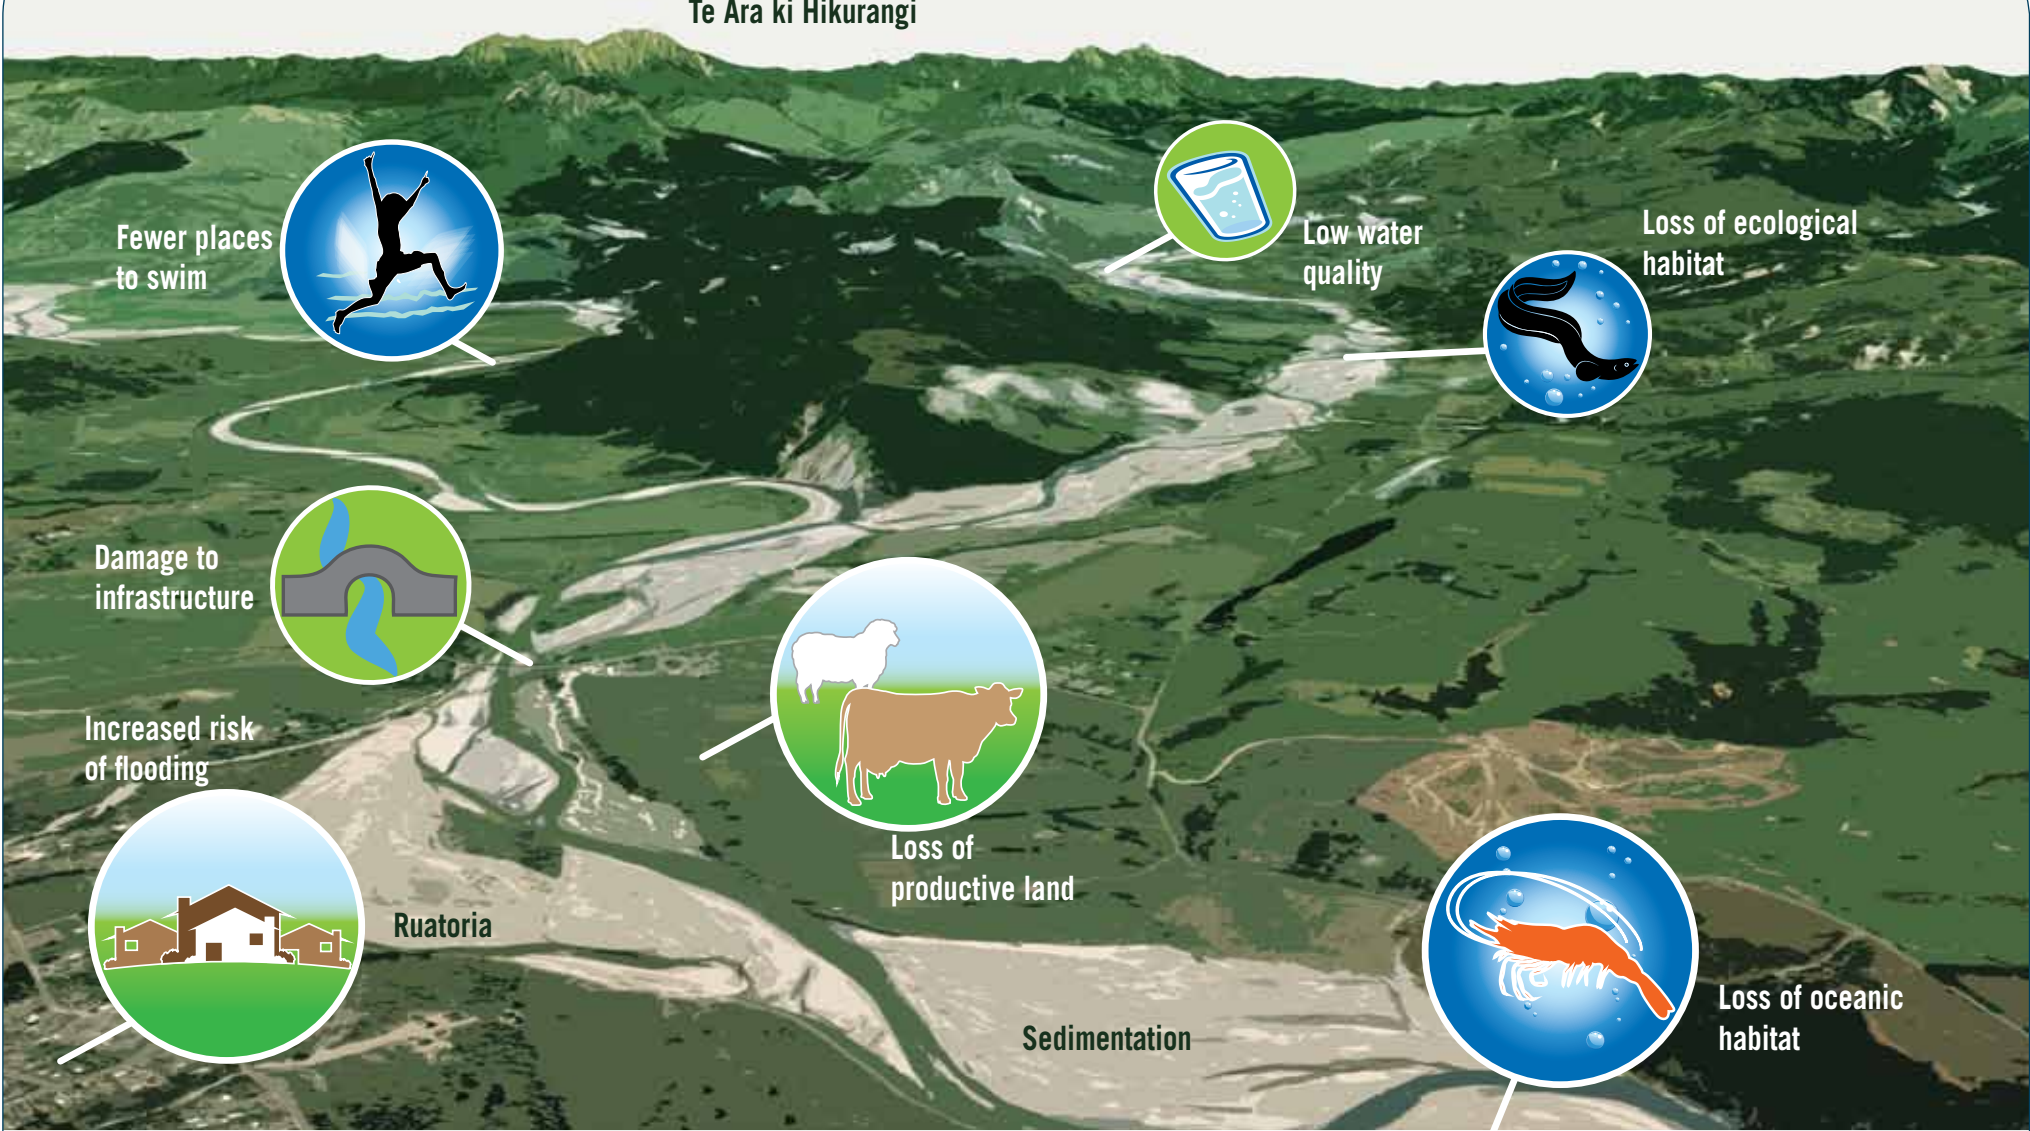 Te Ara ki Hikurangi
Fewer places
to swim
Low water
quality
Loss of ecological
habitat
Damage to
infrastructure
Increased risk
of flooding
Loss of
productive land
Ruatoria
Sedimentation
Loss of oceanic
habitat